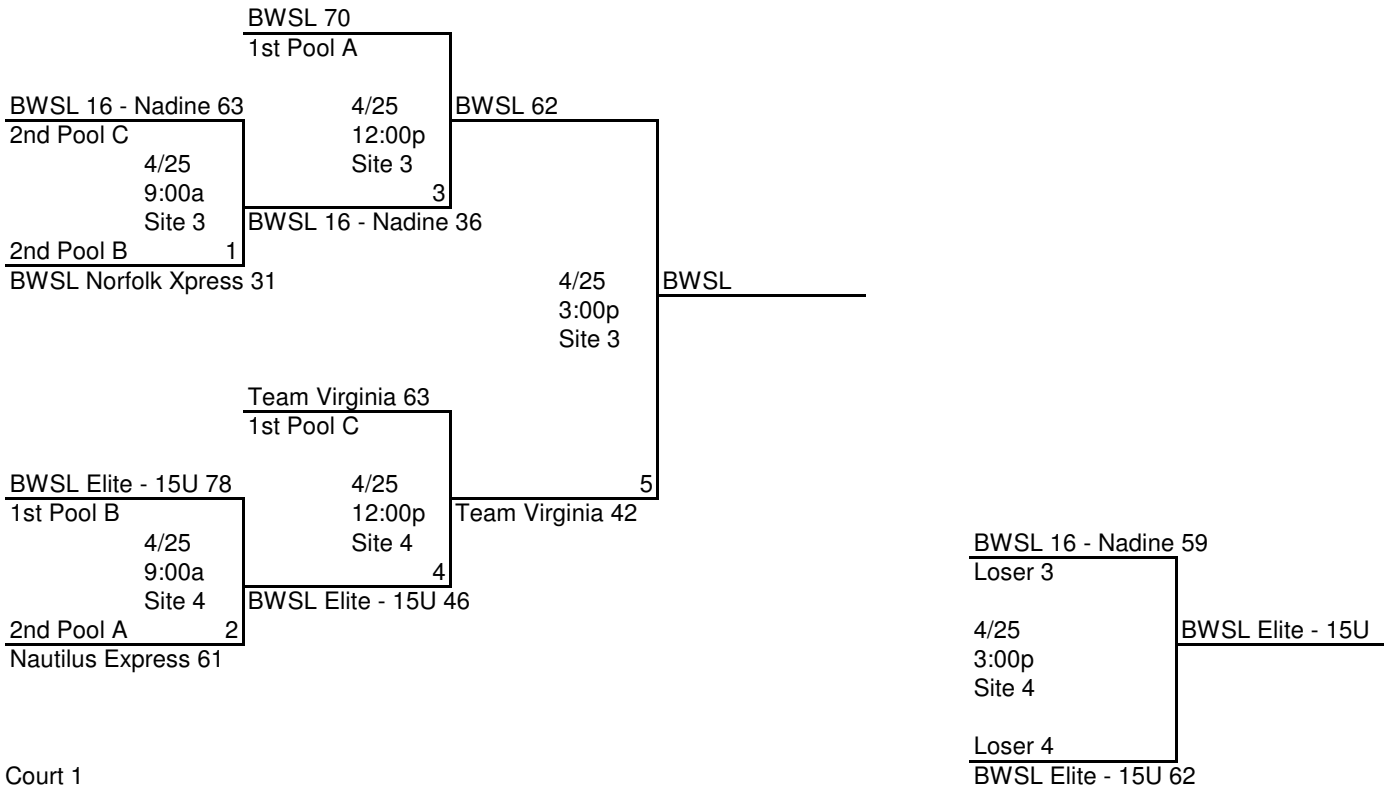 BWSL 70
1st Pool A
BWSL 16 - Nadine 63
2nd Pool C
4/25
9:00a
Site 3
2nd Pool B 1
BWSL Norfolk Xpress 31
4/25
12:00p
Site 3
3
BWSL 16 - Nadine 36
BWSL 62
4/25
3:00p
Site 3
BWSL
Team Virginia 63
1st Pool C
BWSL Elite - 15U 78
1st Pool B
4/25
9:00a
Site 4
2nd Pool A 2
Nautilus Express 61
4/25
12:00p
Site 4
4
BWSL Elite - 15U 46
5
Team Virginia 42
BWSL 16 - Nadine 59
Loser 3
4/25
3:00p
Site 4
Loser 4
BWSL Elite - 15U 62
BWSL Elite - 15U
Court 1